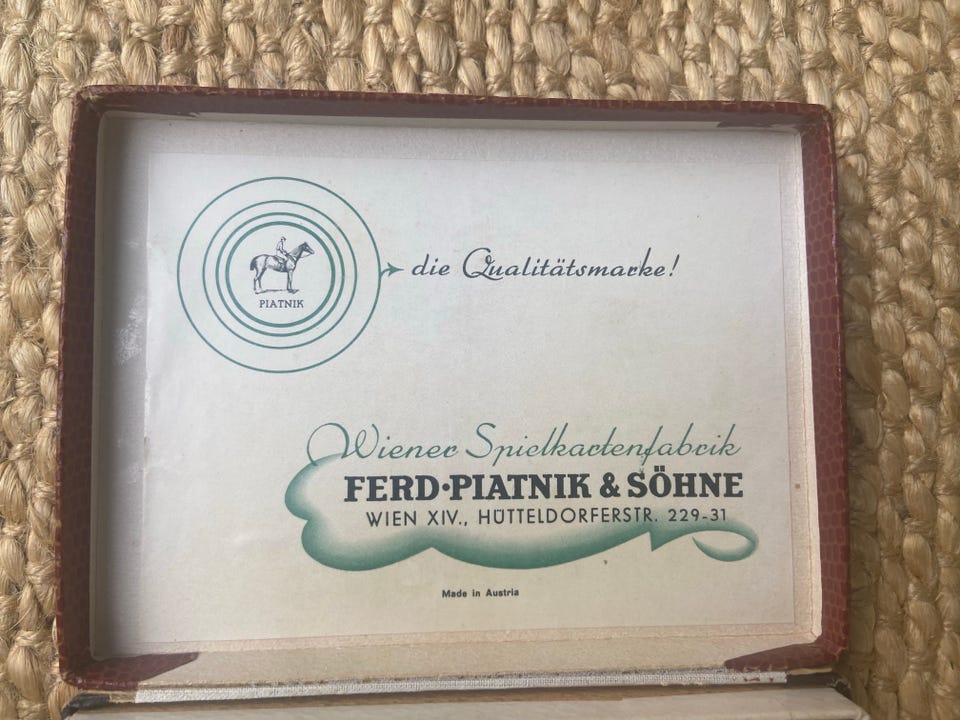 PIATNIK
die Qualitätsmarke!
Wiener Spielkartenfabrik
FERD·PIATNIK & SÖHNE
WIEN XIV., HÜTTELDORFERSTR. 229-31
Made in Austria